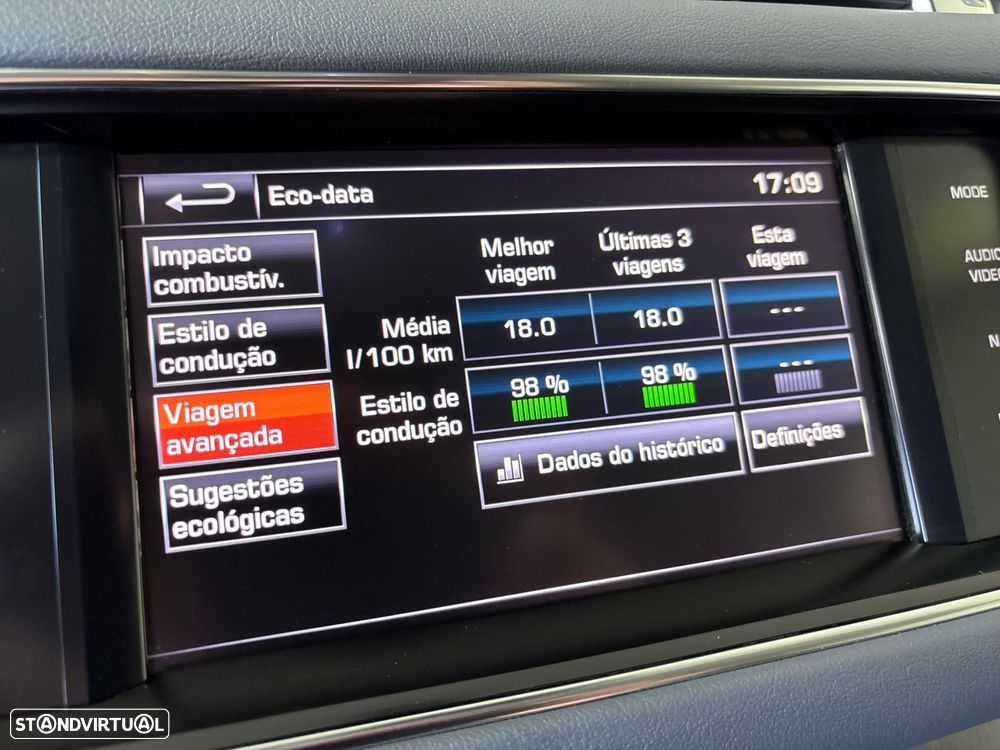 Eco-data
17:09
MODE
AUDIO
VIDEO
Impacto
combustív.
Estilo de
condução
Viagem
avançada
Sugestões
ecológicas
Melhor
viagem
Últimas 3
viagens
Esta
viagem
Média
l/100 km
18.0
18.0
---
Estilo de
condução
98 %
98 %
---
Dados do histórico
Definições
STANDVIRTUAL